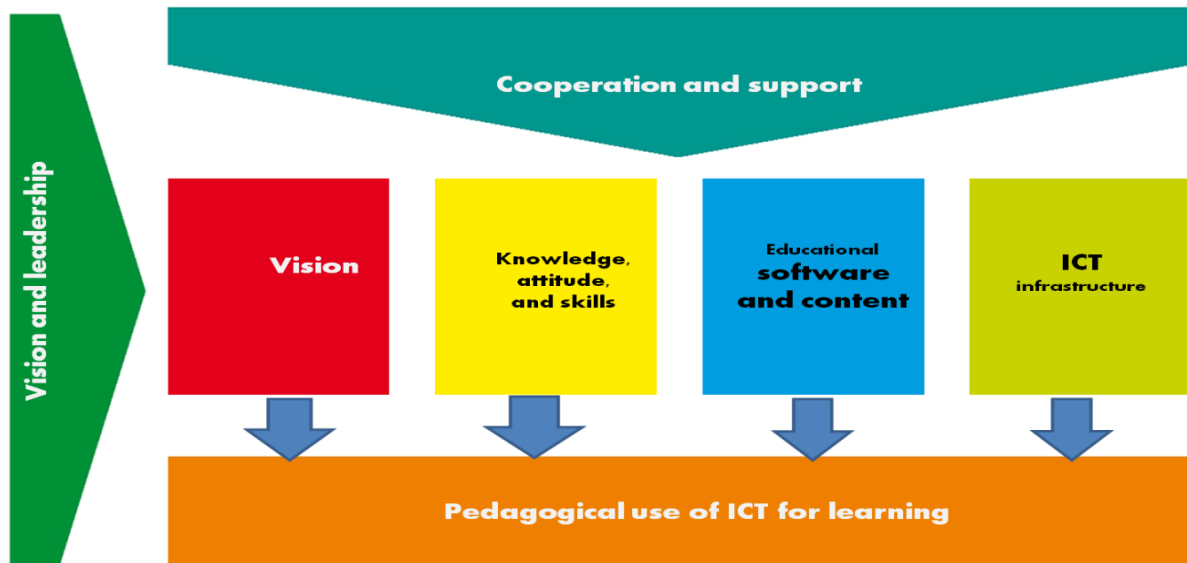 Vision and leadership
Cooperation and support
Vision
Knowledge,
attitude,
and skills
Educational
software
and content
ICT
infrastructure
Pedagogical use of ICT for learning